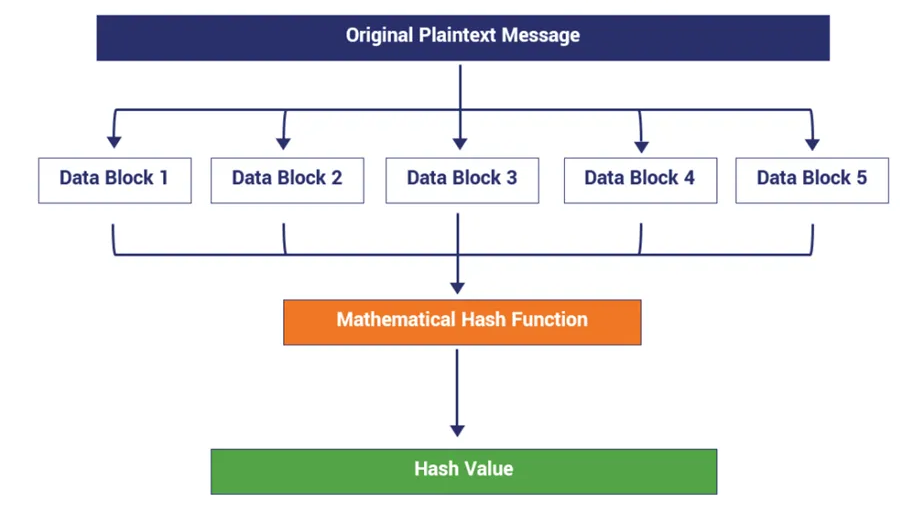 Original Plaintext Message
Data Block 1
Data Block 2
Data Block 3
Data Block 4
Data Block 5
Mathematical Hash Function
Hash Value